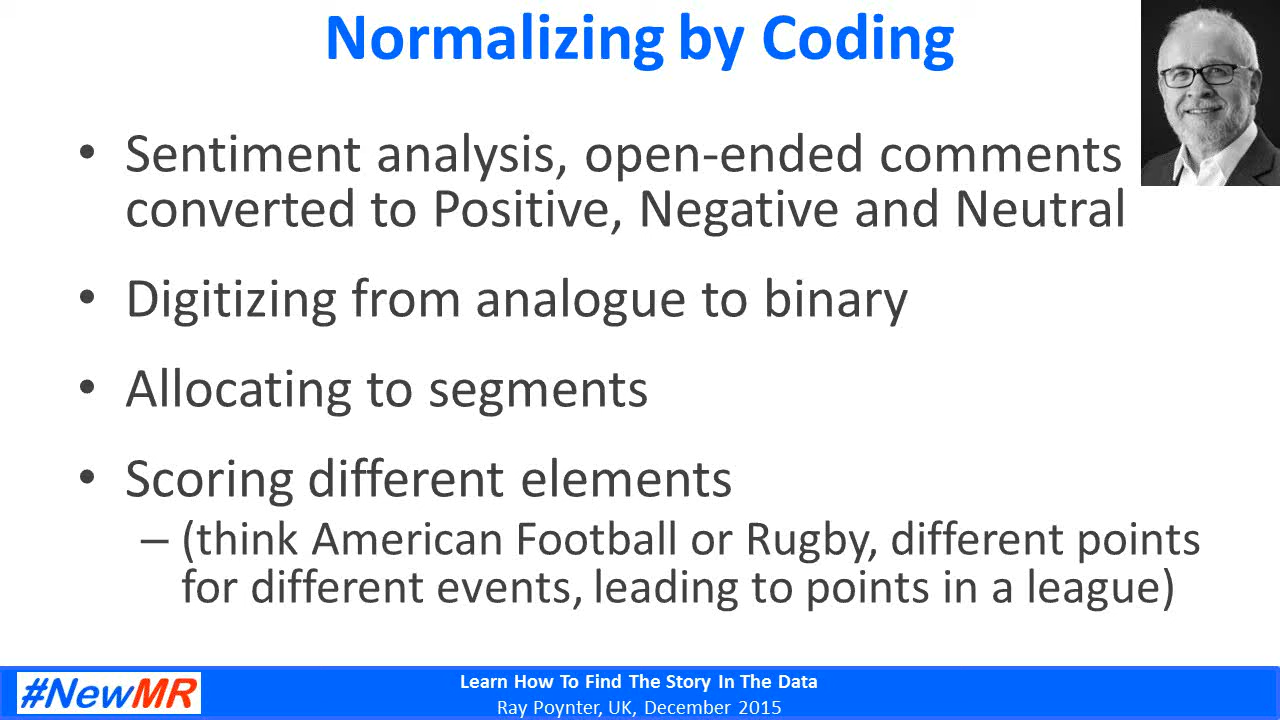 Normalizing by Coding
• Sentiment analysis, open-ended comments
converted to Positive, Negative and Neutral
• Digitizing from analogue to binary
• Allocating to segments
• Scoring different elements
– (think American Football or Rugby, different points
for different events, leading to points in a league)
#NewMR
Learn How To Find The Story In The Data
Ray Poynter, UK, December 2015